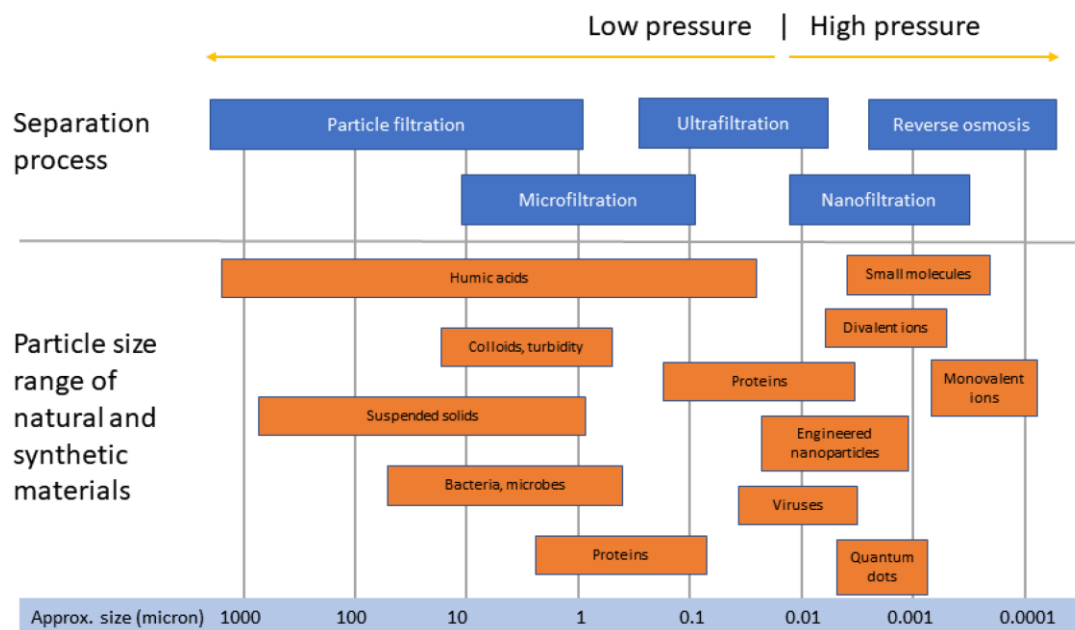 Low pressure | High pressure
Separation
process
Particle filtration
Ultrafiltration
Reverse osmosis
Microfiltration
Nanofiltration
Particle size
range of
natural and
synthetic
materials
Humic acids
Small molecules
Divalent ions
Colloids, turbidity
Proteins
Monovalent
ions
Suspended solids
Engineered
nanoparticles
Bacteria, microbes
Viruses
Proteins
Quantum
dots
Approx. size (micron) 1000 100 10 1 0.1 0.01 0.001 0.0001